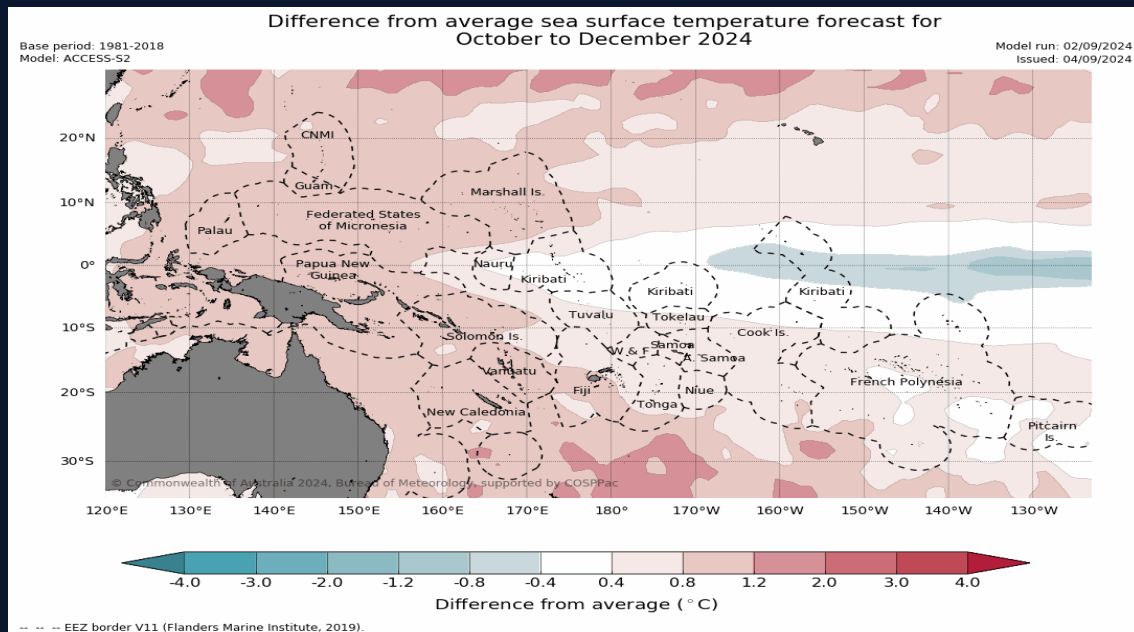 Difference from average sea surface temperature forecast for
October to December 2024
Base period: 1981-2018
Model: ACCESS-S2
Model run: 02/09/2024
Issued: 04/09/2024
20°N
10°N
0°
10°S
20°S
30°S
CNMI
Guam
Marshall Is.
Palau
Federated States
of Micronesia
Papua New
Guinea
Nauru
Kiribati
Kiribati
Kiribati
Tuvalu
Tokelau
Solomon Is.
Cook Is.
W & F
Samoa
A. Samoa
Vanuatu
Fiji
Niue
French Polynesia
Tonga
New Caledonia
Pitcairn
Is.
© Commonwealth of Australia 2024, Bureau of Meteorology, supported by COSPPac
120°E 130°E 140°E 150°E 160°E 170°E 180° 170°W 160°W 150°W 140°W 130°W
-4.0 -3.0 -2.0 -1.2 -0.8 -0.4 0.4 0.8 1.2 2.0 3.0 4.0
Difference from average (°C)
-- -- -- EEZ border V11 (Flanders Marine Institute, 2019).